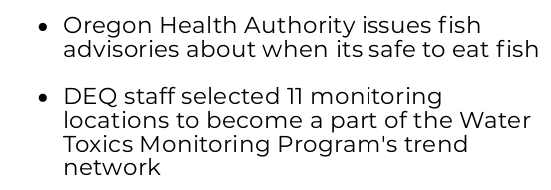 • Oregon Health Authority issues fish
advisories about when its safe to eat fish
• DEQ staff selected 11 monitoring
locations to become a part of the Water
Toxics Monitoring Program's trend
network